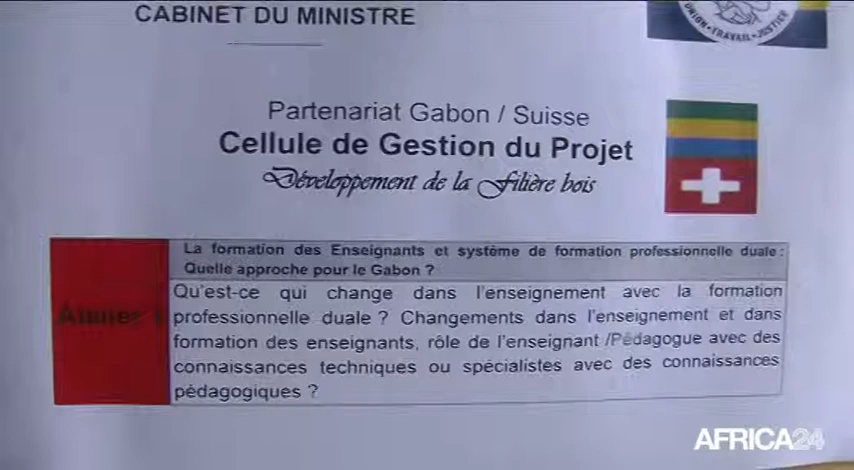 CABINET DU MINISTRE
UNION • TRAVAIL • JUSTICE
Partenariat Gabon / Suisse
Cellule de Gestion du Projet
Développement de la Filière bois
La formation des Enseignants et système de formation professionnelle duale :
Quelle approche pour le Gabon ?
Atelier
Qu'est-ce qui change dans l'enseignement avec la formation
professionnelle duale ? Changements dans l'enseignement et dans
formation des enseignants, rôle de l'enseignant /Pédagogue avec des
connaissances techniques ou spécialistes avec des connaissances
pédagogiques ?
AFRICA24